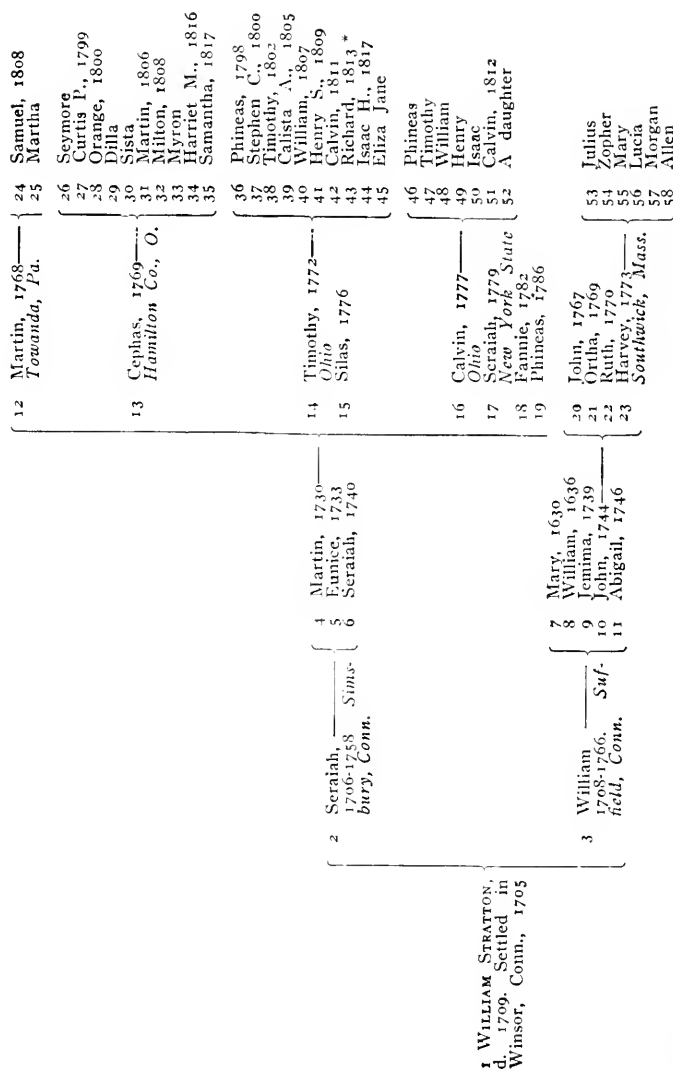 1 WILLIAM STRATTON,
d. 1709. Settled in
Winsor, Conn., 1705
2 Seraiah,
1706-1758 Sims-
bury, Conn.
3 William
1708-1766. Suf-
field, Conn.
4 Martin, 1730
5 Eunice, 1733
6 Seraiah, 1740
7 Mary, 1630
8 William, 1636
9 Jemima, 1739
10 John, 1744
11 Abigail, 1746
12 Martin, 1768
Towanda, Pa.
13 Cephas, 1769
Hamilton Co., O.
14 Timothy, 1772
Ohio
15 Silas, 1776
16 Calvin, 1777
Ohio
17 Seraiah, 1779
New York State
18 Fannie, 1782
19 Phineas, 1786
20 John, 1767
21 Ortha, 1769
22 Ruth, 1770
23 Harvey, 1773
Southwick, Mass.
24 Samuel, 1808
25 Martha
26 Seymore
27 Curtis P., 1799
28 Orange, 1800
29 Dilla
30 Sista
31 Martin, 1806
32 Milton, 1808
33 Myron
34 Harriet M., 1816
35 Samantha, 1817
36 Phineas, 1798
37 Stephen C., 1800
38 Timothy, 1802
39 Calista A., 1805
40 William, 1807
41 Henry S., 1809
42 Calvin, 1811
43 Richard, 1813 *
44 Isaac H., 1817
45 Eliza Jane
46 Phineas
47 Timothy
48 William
49 Henry
50 Isaac
51 Calvin, 1812
52 A daughter
53 Julius
54 Zopher
55 Mary
56 Lucia
57 Morgan
58 Allen